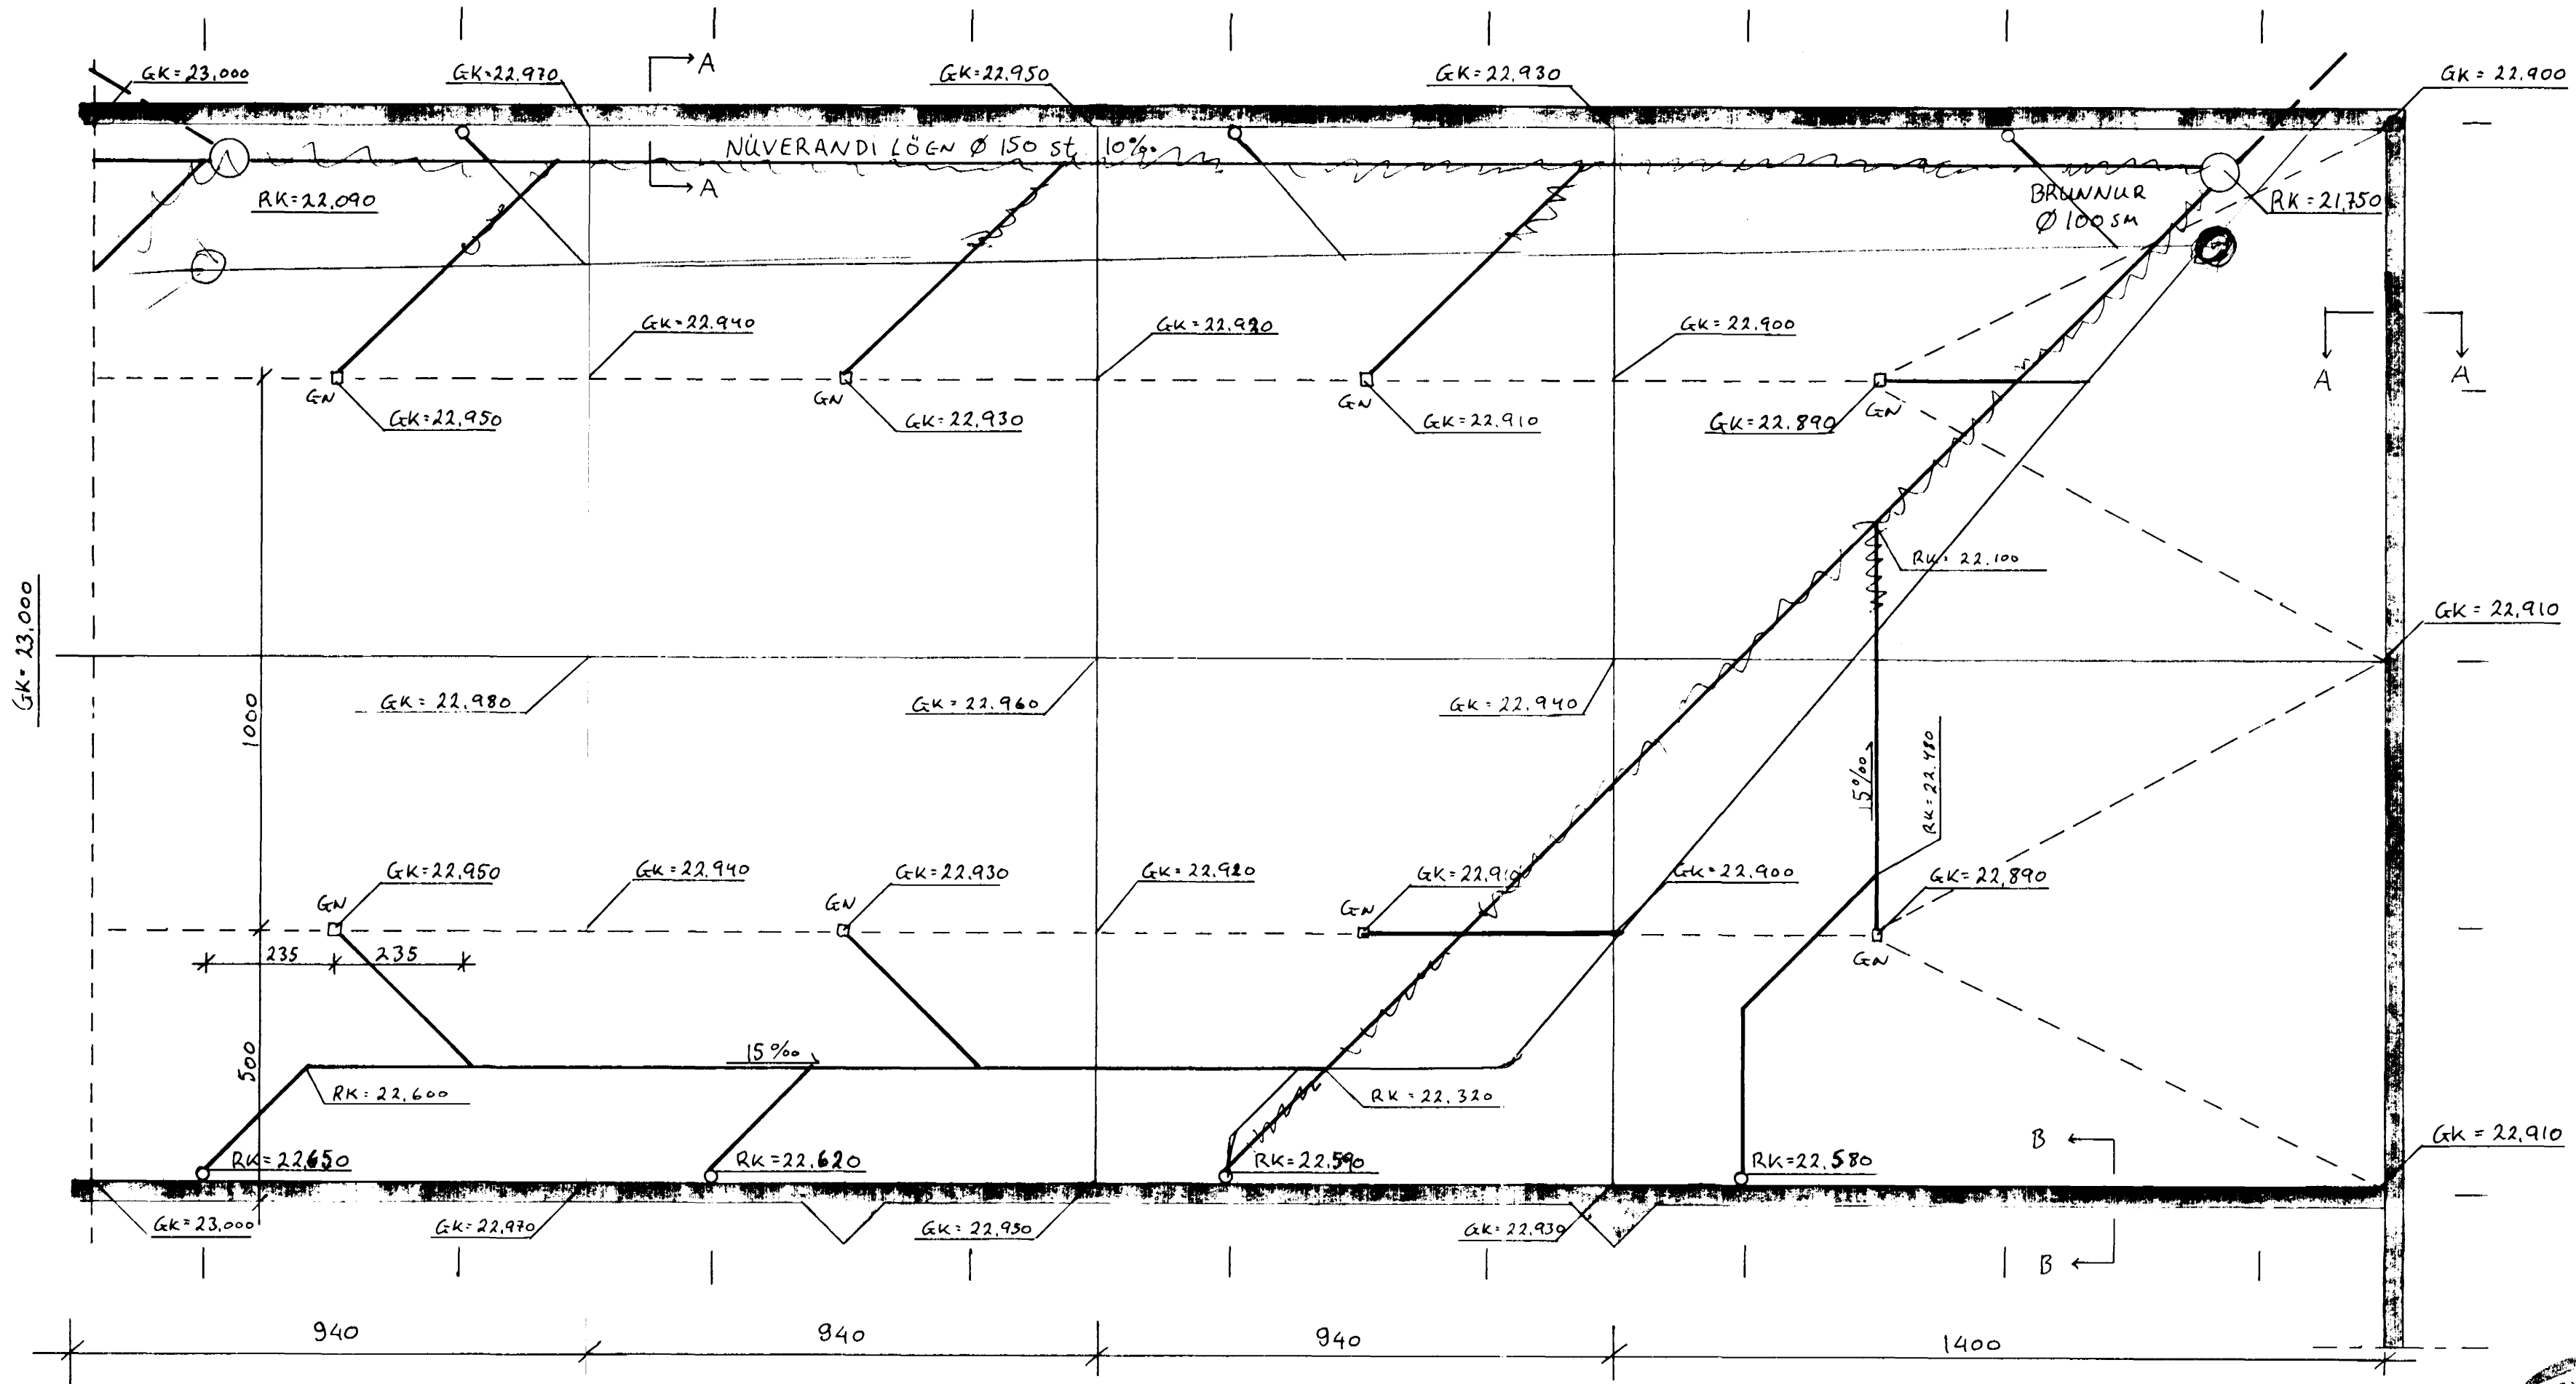 GK=23,000
GK=22,970
A
GK=22,950
GK=22,930
GK=22,900
NÚVERANDI LÖGN Ø 150 st. 10‰
A
RK=22,090
BRUNNUR
Ø 100 SM
RK=21,750
GK=22,940
GK=22,920
GK=22,900
A
A
GN
GK=22,950
GN
GK=22,930
GN
GK=22,910
GN
GK=22,890
RK=22,100
GK=23,000
GK=22,910
GK=22,980
GK=22,960
GK=22,940
1000
15‰
RK=22,480
GK=22,950
GK=22,940
GK=22,930
GK=22,920
GK=22,910
GK=22,900
GK=22,890
GN
GN
GN
GN
235
235
500
15‰
RK=22,600
RK=22,320
B
GK=22,910
RK=22,650
RK=22,620
RK=22,590
RK=22,580
GK=23,000
GK=22,970
GK=22,950
GK=22,930
B
940
940
940
1400